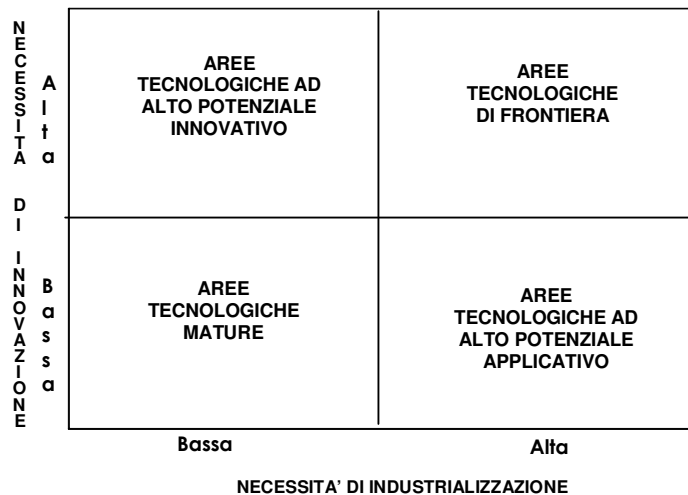 NECESSITA DI INNOVAZIONE
Alta
AREE
TECNOLOGICHE AD
ALTO POTENZIALE
INNOVATIVO
AREE
TECNOLOGICHE
DI FRONTIERA
Bassa
AREE
TECNOLOGICHE
MATURE
AREE
TECNOLOGICHE AD
ALTO POTENZIALE
APPLICATIVO
Bassa
Alta
NECESSITA' DI INDUSTRIALIZZAZIONE